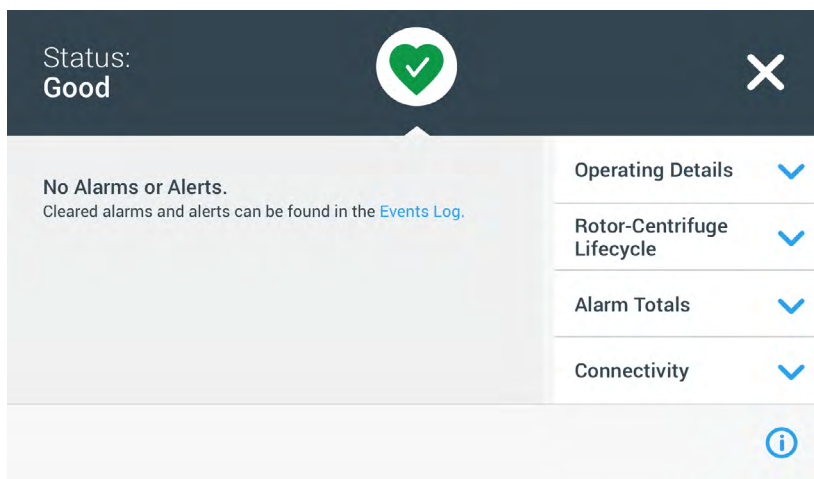 Status:
Good
No Alarms or Alerts.
Cleared alarms and alerts can be found in the Events Log.
Operating Details
Rotor-Centrifuge
Lifecycle
Alarm Totals
Connectivity